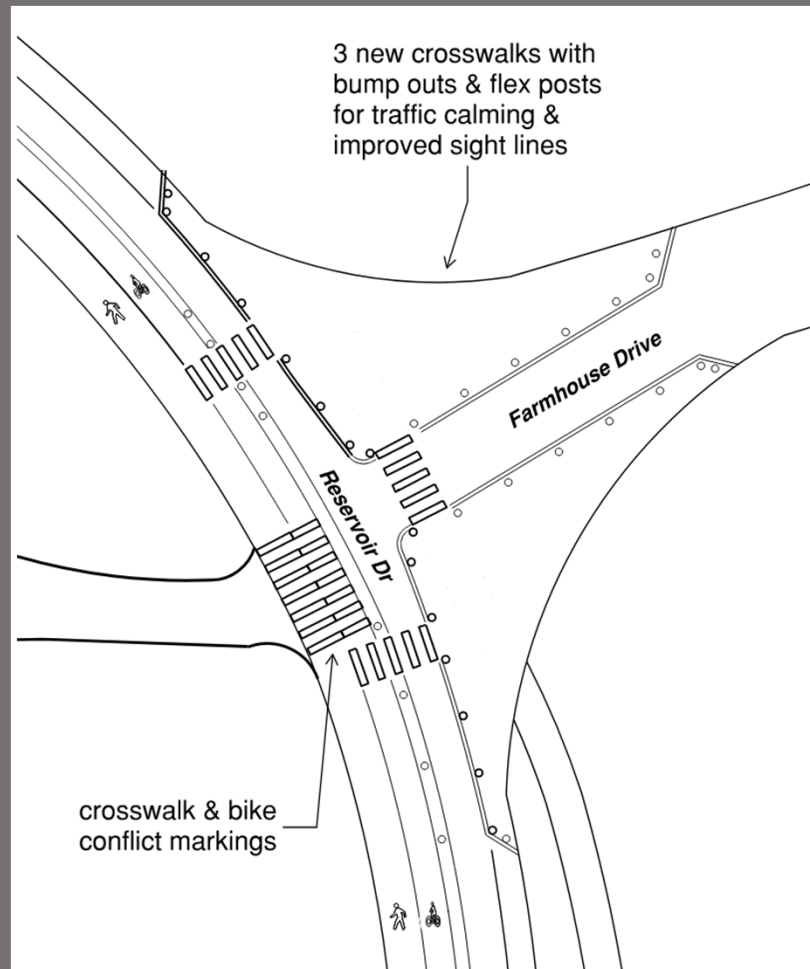 3 new crosswalks with
bump outs & flex posts
for traffic calming &
improved sight lines
Farmhouse Drive
Reservoir Dr
crosswalk & bike
conflict markings